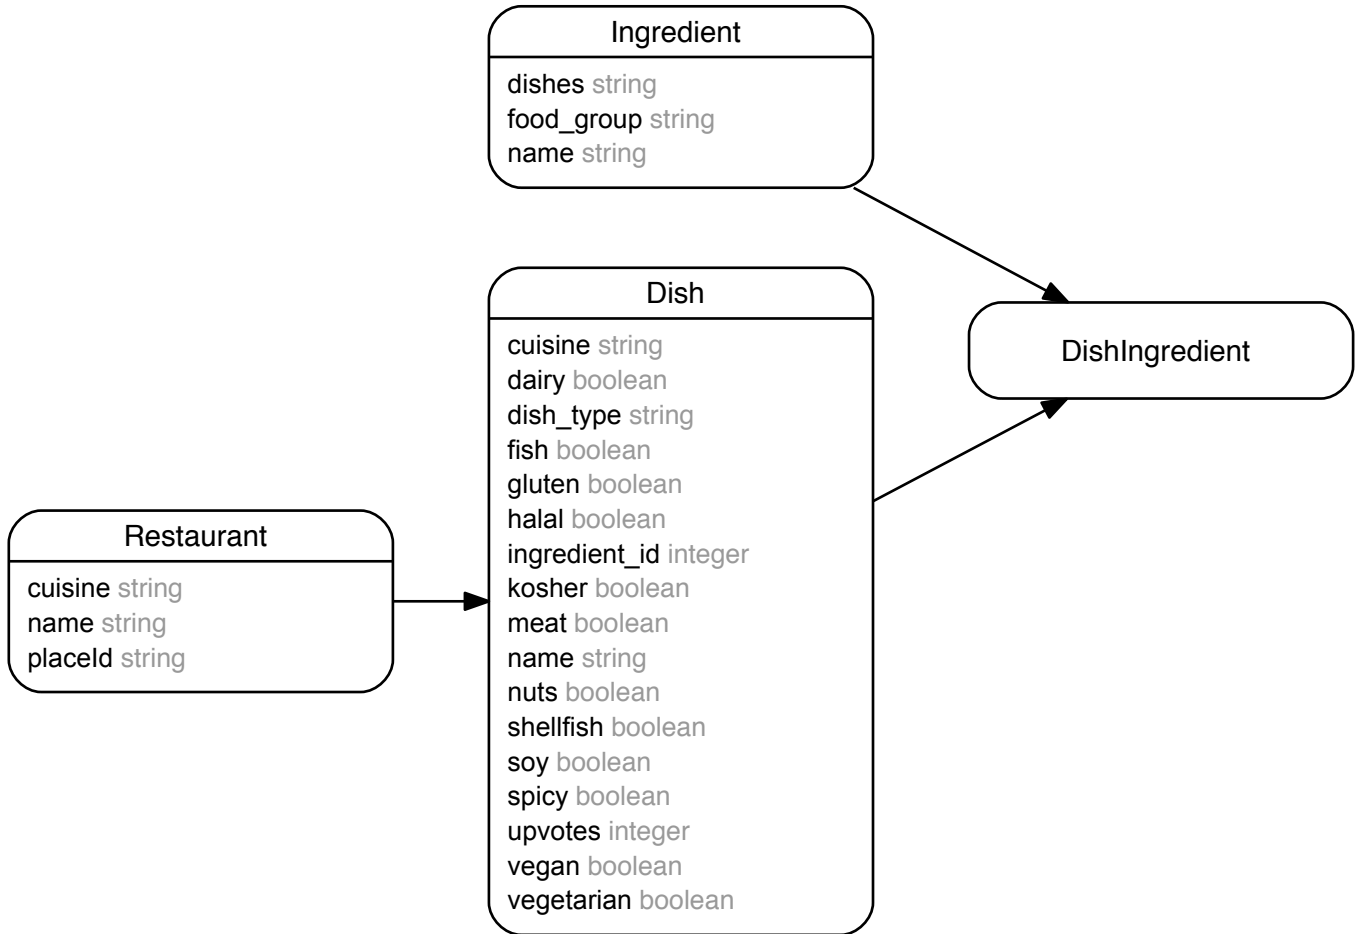 Ingredient
dishes string
food_group string
name string
Dish
cuisine string
dairy boolean
dish_type string
fish boolean
gluten boolean
halal boolean
ingredient_id integer
kosher boolean
meat boolean
name string
nuts boolean
shellfish boolean
soy boolean
spicy boolean
upvotes integer
vegan boolean
vegetarian boolean
DishIngredient
Restaurant
cuisine string
name string
placeId string